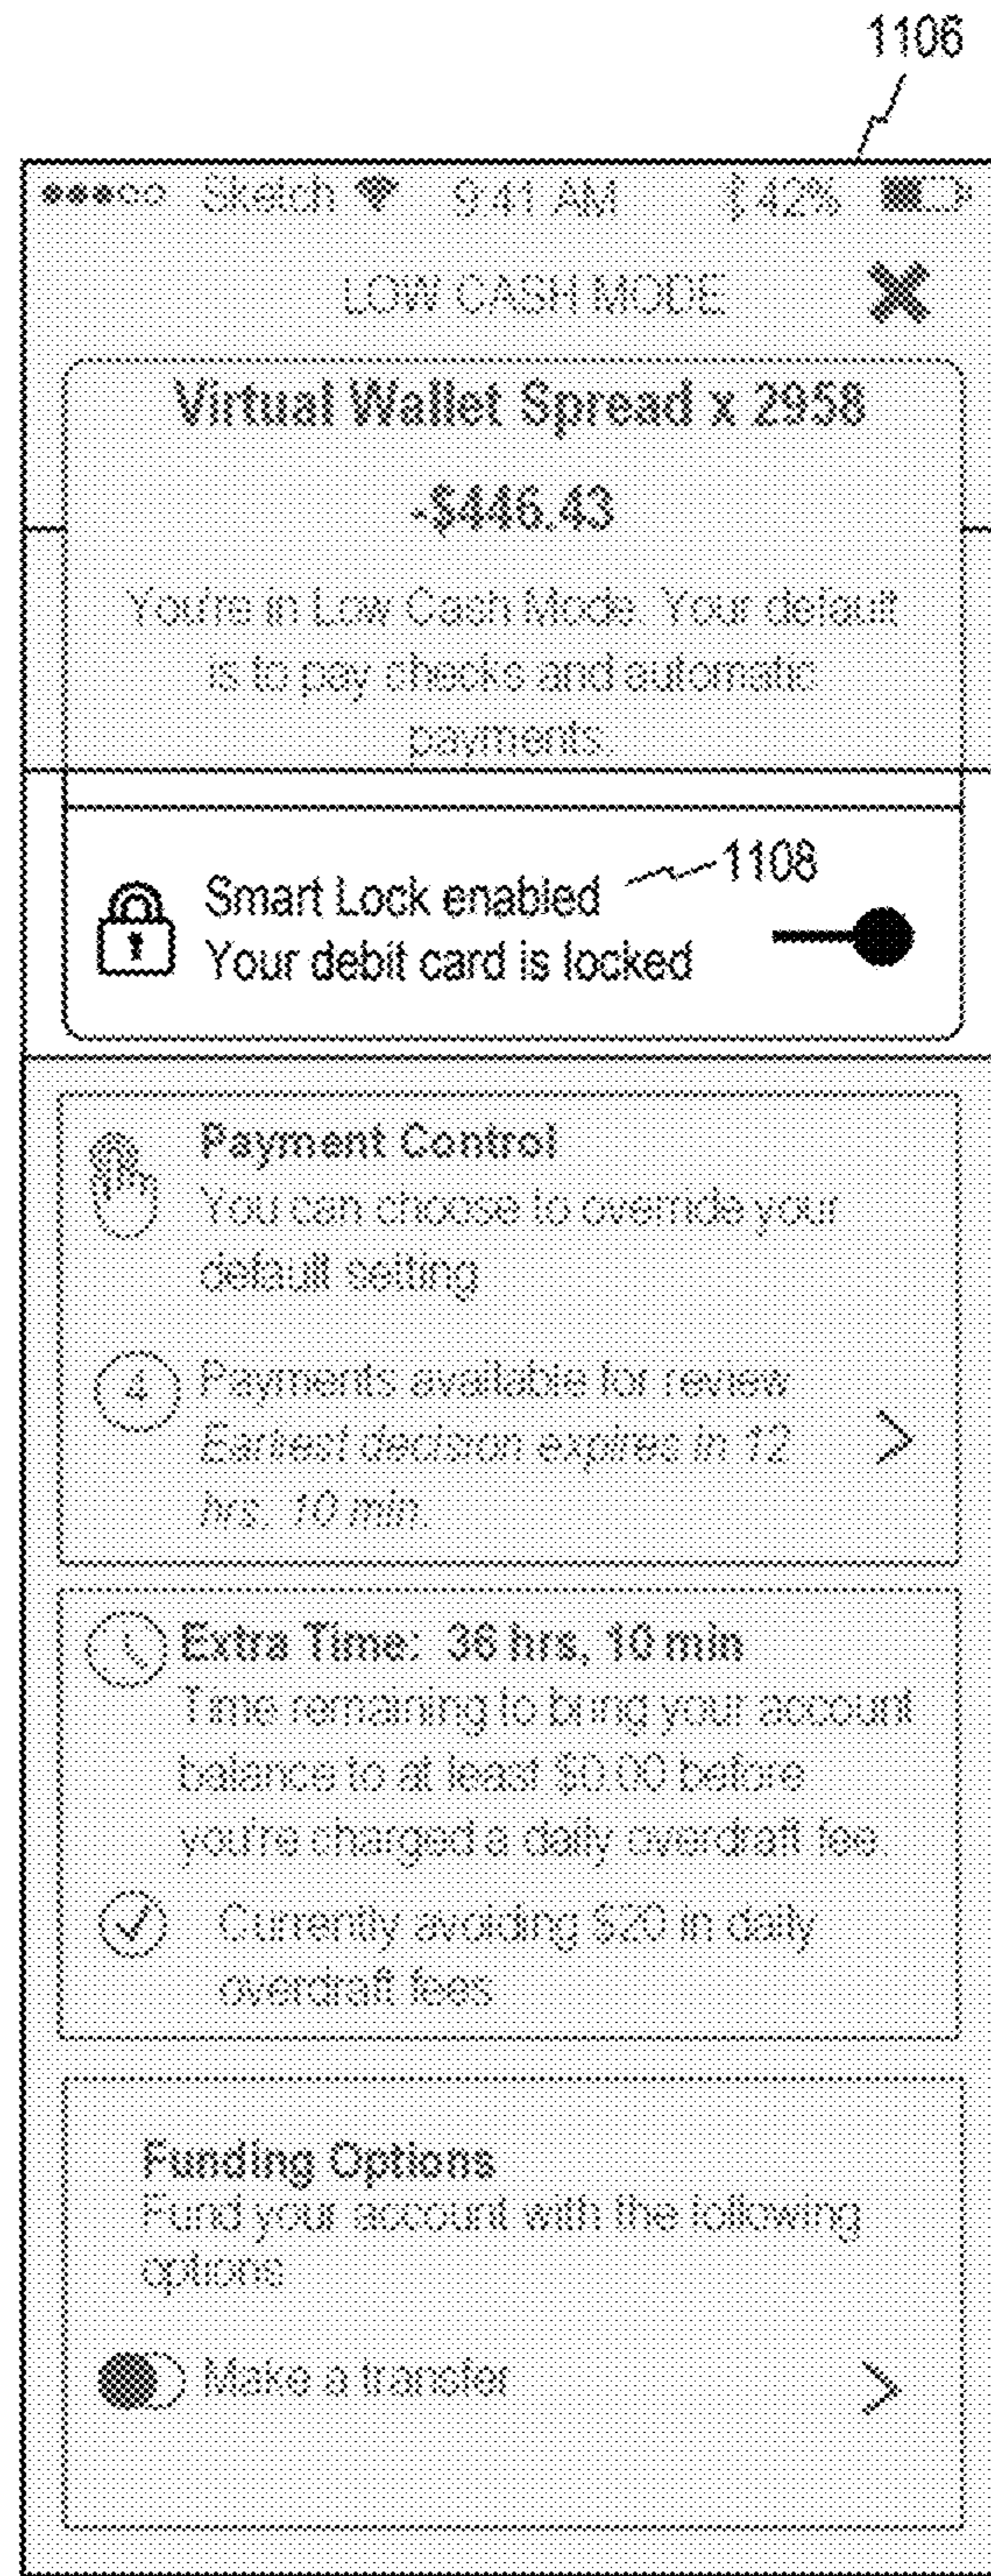 1106
Sketch 9:41 AM 42%
LOW CASH MODE
Virtual Wallet Spread x 2958
-$446.43
You're in Low Cash Mode. Your default
is to pay checks and automatic
payments.
1108
Smart Lock enabled
Your debit card is locked
Payment Control
You can choose to override your
default setting
4 Payments available for review
Earliest decision expires in 12
hrs, 10 min.
Extra Time: 36 hrs, 10 min
Time remaining to bring your account
balance to at least $0.00 before
you're charged a daily overdraft fee.
Currently avoiding $20 in daily
overdraft fees
Funding Options
Fund your account with the following
options
Make a transfer